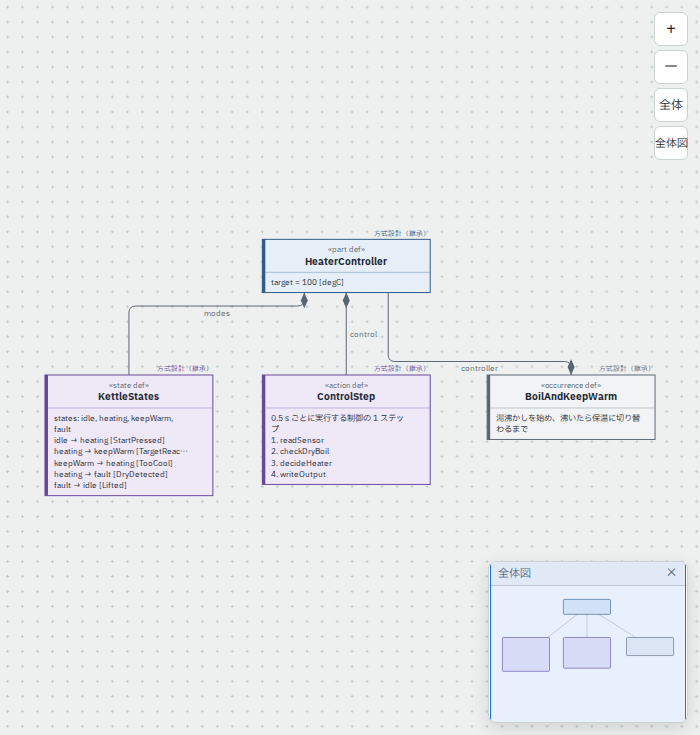 +
—
全体
全体図
方式設計（継承）
«part def»
HeaterController
target = 100 [degC]
modes
control
controller
方式設計（継承）
«state def»
KettleStates
states: idle, heating, keepWarm,
fault
idle → heating [StartPressed]
heating → keepWarm [TargetReac…
keepWarm → heating [TooCool]
heating → fault [DryDetected]
fault → idle [Lifted]
方式設計（継承）
«action def»
ControlStep
0.5 s ごとに実行する制御の 1 ステッ
プ
1. readSensor
2. checkDryBoil
3. decideHeater
4. writeOutput
方式設計（継承）
«occurrence def»
BoilAndKeepWarm
湯沸かしを始め、沸いたら保温に切り替
わるまで
全体図
×